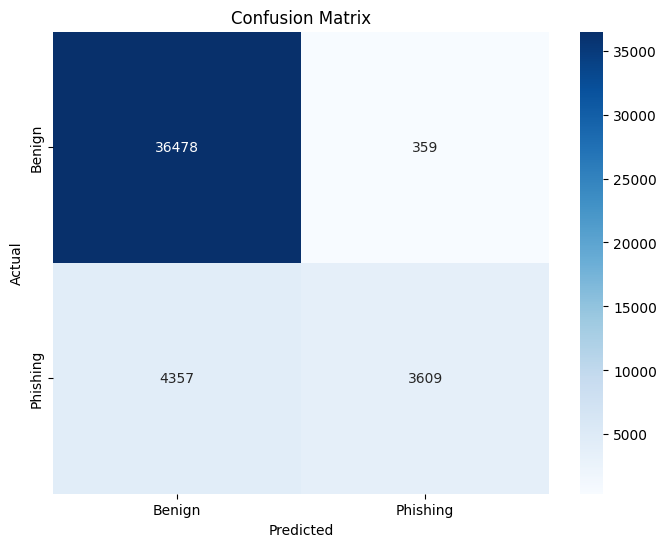 Confusion Matrix
Benign
Phishing
Actual
36478
359
4357
3609
Benign
Phishing
Predicted
35000
30000
25000
20000
15000
10000
5000